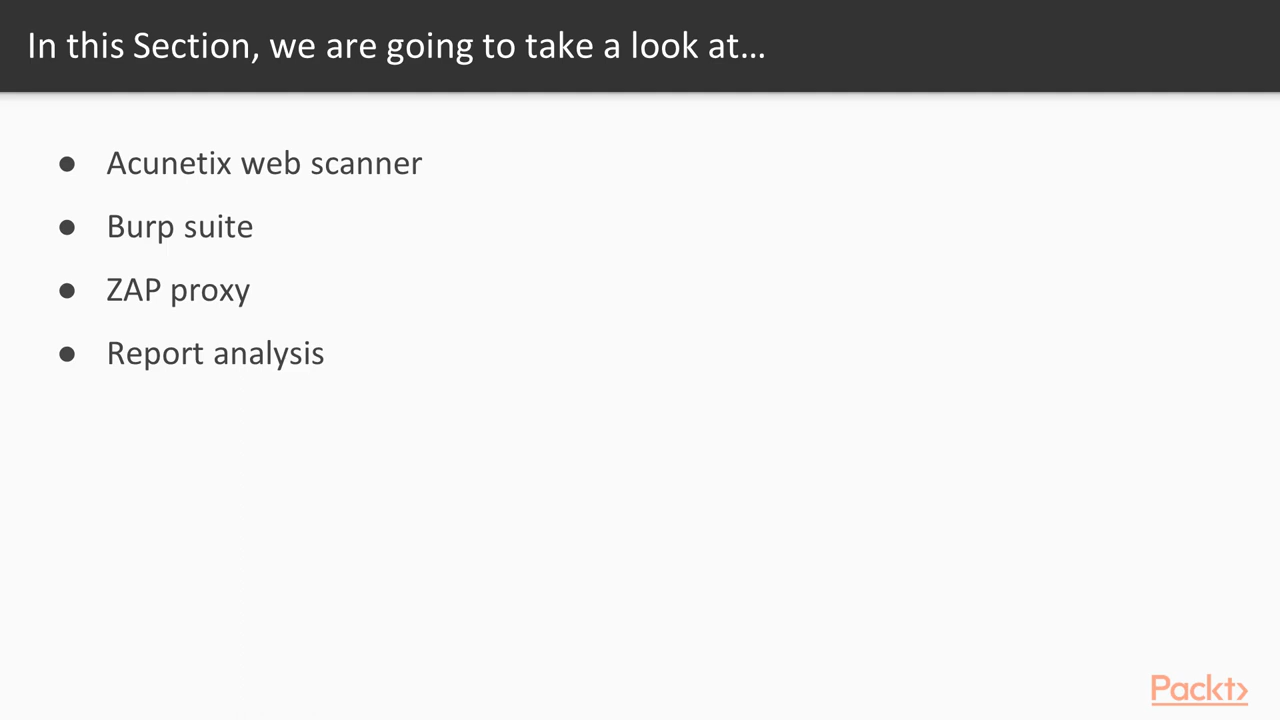 In this Section, we are going to take a look at...
● Acunetix web scanner
● Burp suite
● ZAP proxy
● Report analysis
Packt>